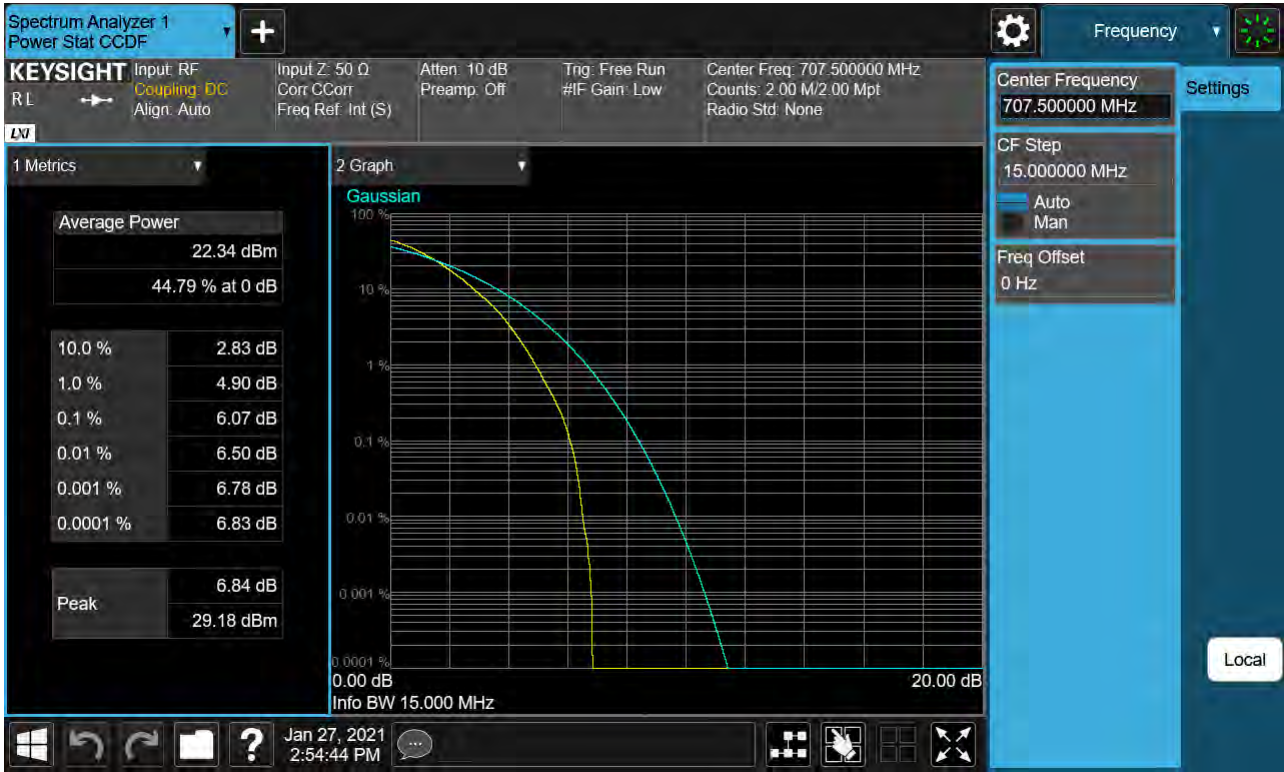 Spectrum Analyzer 1
Power Stat CCDF
Frequency
KEYSIGHT
R L
LXI
Input: RF
Coupling: DC
Align: Auto
Input Z: 50 Ω
Corr CCorr
Freq Ref: Int (S)
Atten: 10 dB
Preamp: Off
Trig: Free Run
#IF Gain: Low
Center Freq: 707.500000 MHz
Counts: 2.00 M/2.00 Mpt
Radio Std: None
Center Frequency
707.500000 MHz
Settings
CF Step
15.000000 MHz
Auto
Man
Freq Offset
0 Hz
1 Metrics
Average Power
22.34 dBm
44.79 % at 0 dB
10.0 % 2.83 dB
1.0 % 4.90 dB
0.1 % 6.07 dB
0.01 % 6.50 dB
0.001 % 6.78 dB
0.0001 % 6.83 dB
Peak
6.84 dB
29.18 dBm
2 Graph
Gaussian
100 %
10 %
1 %
0.1 %
0.01 %
0.001 %
0.0001 %
0.00 dB 20.00 dB
Info BW 15.000 MHz
Local
?
Jan 27, 2021
2:54:44 PM